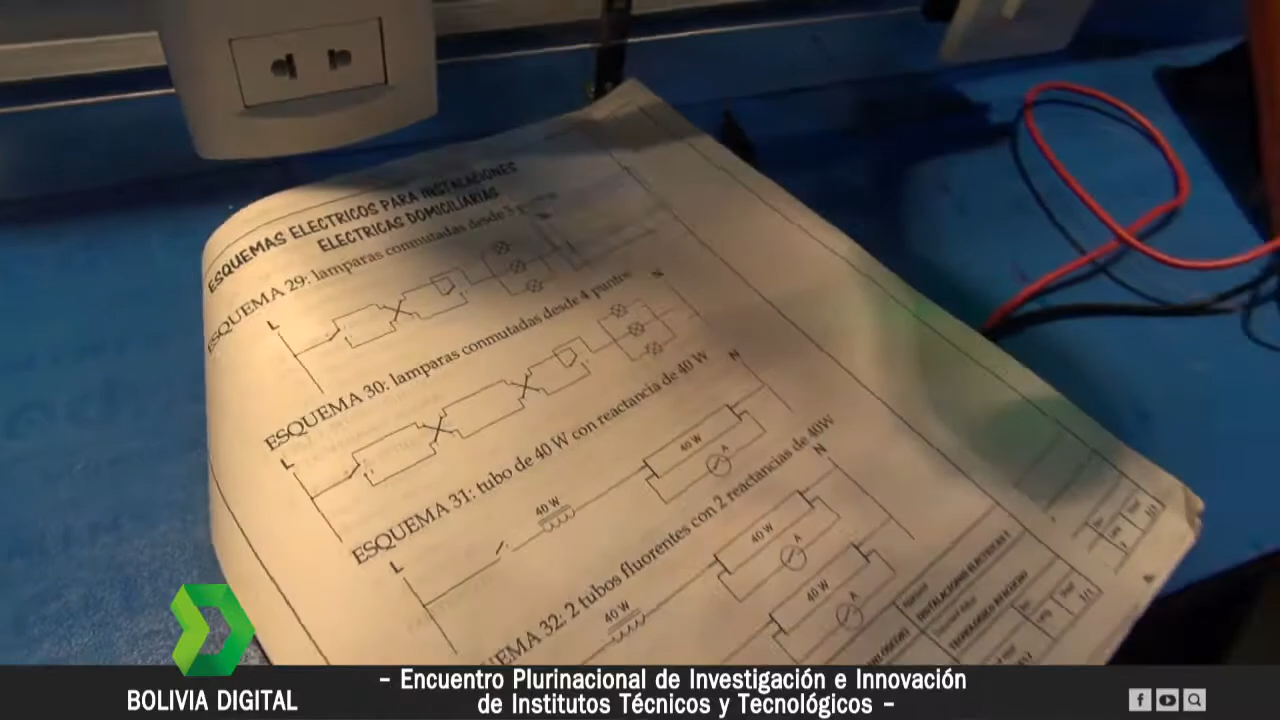 ESQUEMAS ELECTRICOS PARA INSTALACIONES
ELECTRICAS DOMICILIARIAS
ESQUEMA 29: lamparas conmutadas desde 3
L
ESQUEMA 30: lamparas conmutadas desde 4 puntos
N
L
ESQUEMA 31: tubo de 40 W con reactancia de 40 W
N
40 W
A
40 W
L
EMA 32: 2 tubos fluorentes con 2 reactancias de 40W
N
40 W
A
40 W
40 W
A
INSTALACIONES ELECTRICAS
BOLIVIA DIGITAL
- Encuentro Plurinacional de Investigación e Innovación
de Institutos Técnicos y Tecnológicos -